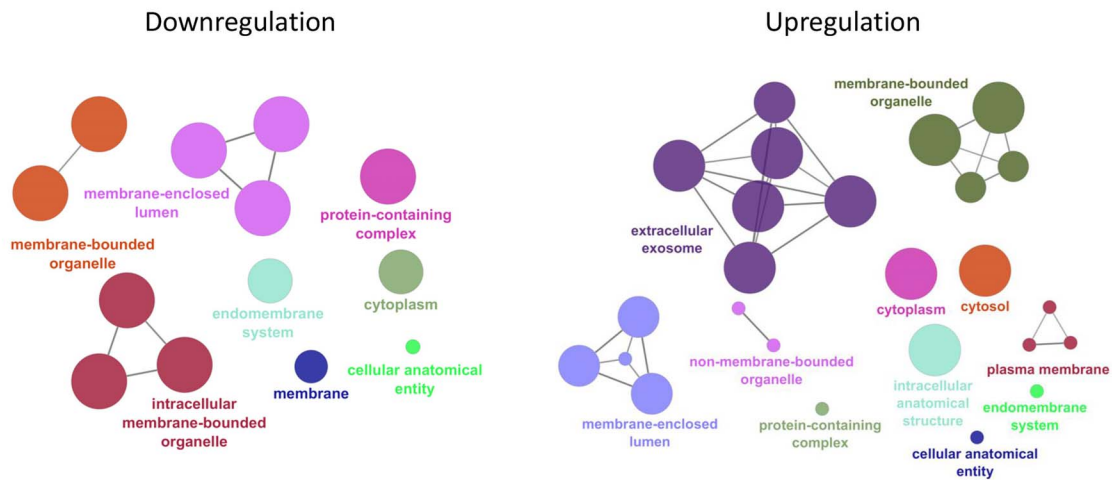 Downregulation
membrane-enclosed
lumen
protein-containing
complex
membrane-bounded
organelle
endomembrane
system
cytoplasm
membrane
cellular anatomical
entity
intracellular
membrane-bounded
organelle
Upregulation
membrane-bounded
organelle
extracellular
exosome
cytoplasm
cytosol
non-membrane-bounded
organelle
plasma membrane
intracellular
anatomical
structure
endomembrane
system
membrane-enclosed
lumen
protein-containing
complex
cellular anatomical
entity